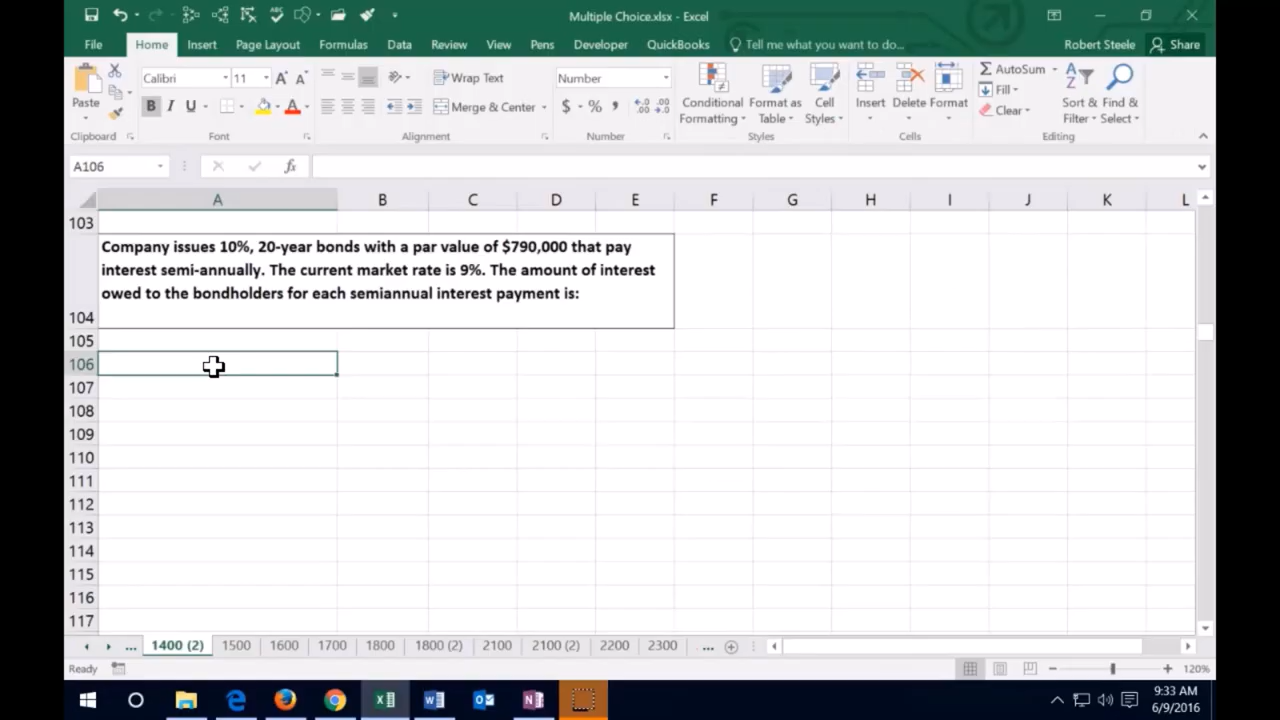 Multiple Choice.xlsx - Excel
File Home Insert Page Layout Formulas Data Review View Pens Developer QuickBooks Tell me what you want to do... Robert Steele Share
Calibri 11 Wrap Text Number AutoSum
Paste Conditional Format as Cell Insert Delete Format Fill Sort & Find &
B I U Merge & Center $ % , Formatting Table Styles Clear Filter Select
Clipboard Font Alignment Number Styles Cells Editing
A106 fx
A B C D E F G H I J K L
103
Company issues 10%, 20-year bonds with a par value of $790,000 that pay
interest semi-annually. The current market rate is 9%. The amount of interest
owed to the bondholders for each semiannual interest payment is:
104
105
106
107
108
109
110
111
112
113
114
115
116
117
... 1400 (2) 1500 1600 1700 1800 1800 (2) 2100 2100 (2) 2200 2300 ...
Ready 120%
9:33 AM
6/9/2016